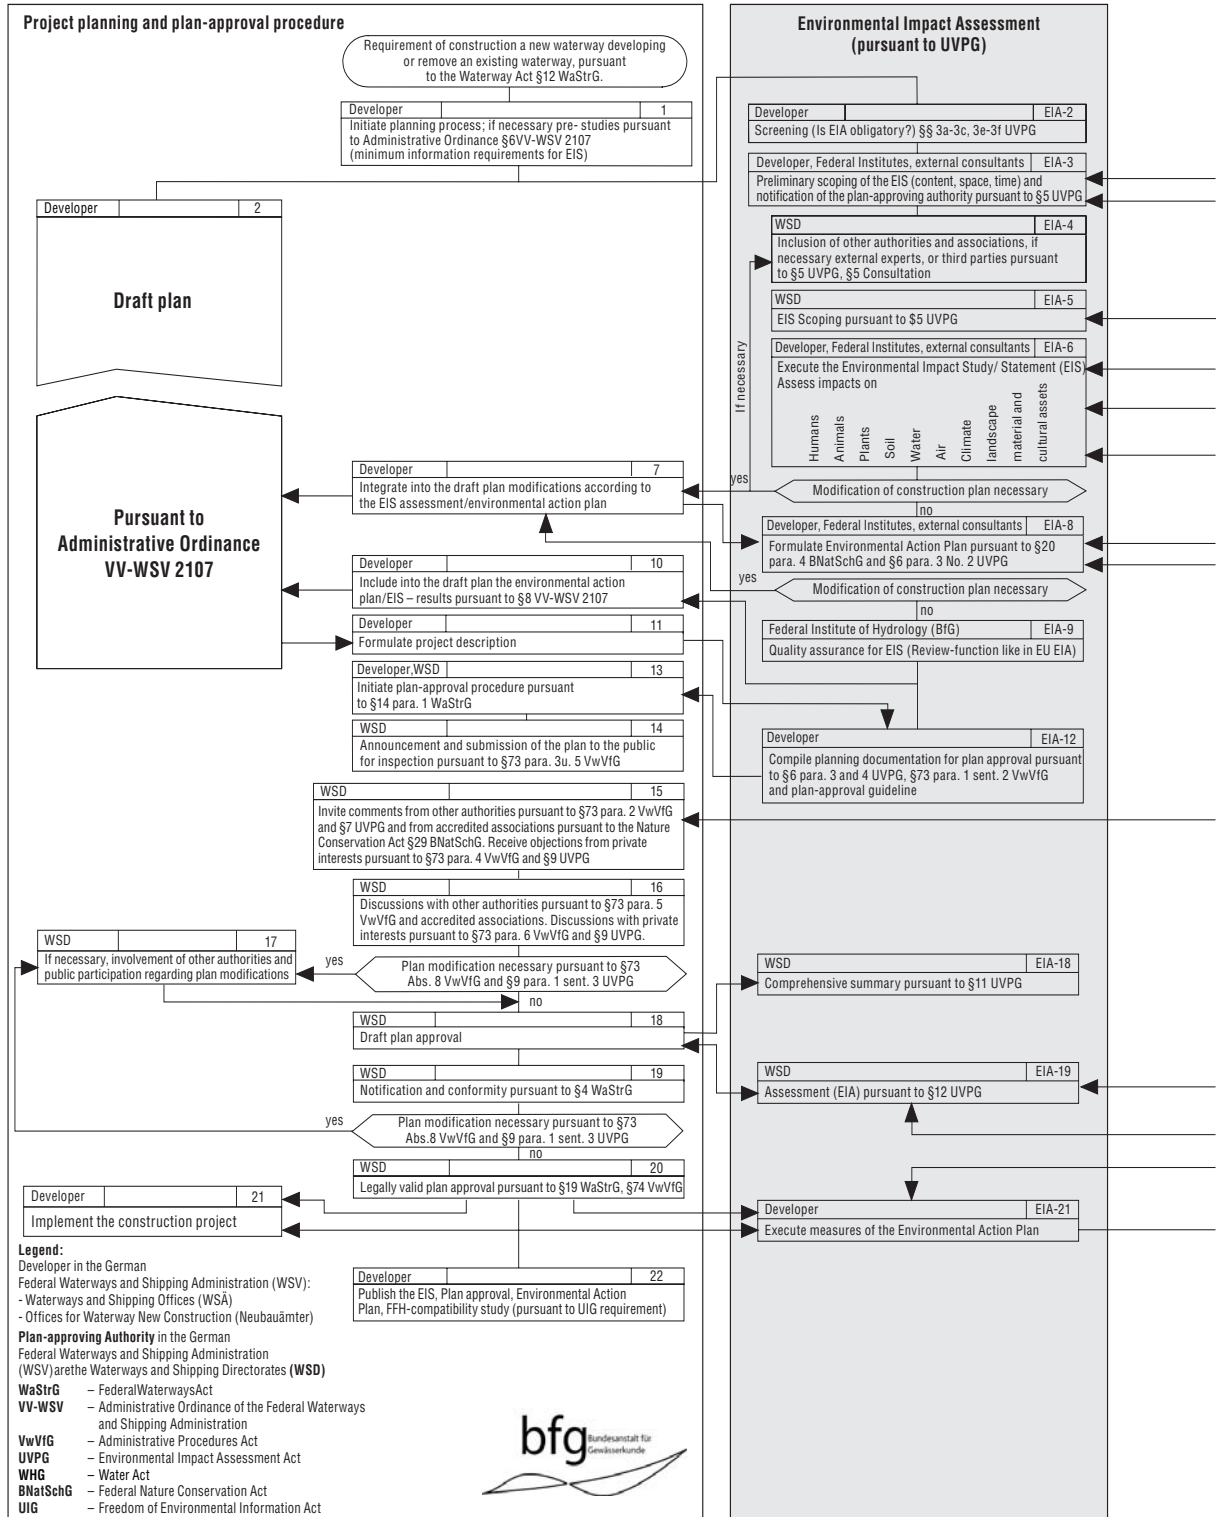 Project planning and plan-approval procedure
Requirement of construction a new waterway developing
or remove an existing waterway, pursuant
to the Waterway Act §12 WaStrG.
Developer 1
Initiate planning process; if necessary pre- studies pursuant
to Administrative Ordinance §6VV-WSV 2107
(minimum information requirements for EIS)
Developer 2
Draft plan
Pursuant to
Administrative Ordinance
VV-WSV 2107
Developer 7
Integrate into the draft plan modifications according to
the EIS assessment/environmental action plan
Developer 10
Include into the draft plan the environmental action
plan/EIS – results pursuant to §8 VV-WSV 2107
Developer 11
Formulate project description
Developer,WSD 13
Initiate plan-approval procedure pursuant
to §14 para. 1 WaStrG
WSD 14
Announcement and submission of the plan to the public
for inspection pursuant to §73 para. 3u. 5 VwVfG
WSD 15
Invite comments from other authorities pursuant to §73 para. 2 VwVfG
and §7 UVPG and from accredited associations pursuant to the Nature
Conservation Act §29 BNatSchG. Receive objections from private
interests pursuant to §73 para. 4 VwVfG and §9 UVPG
WSD 16
Discussions with other authorities pursuant to §73 para. 5
VwVfG and accredited associations. Discussions with private
interests pursuant to §73 para. 6 VwVfG and §9 UVPG.
WSD 17
If necessary, involvement of other authorities and
public participation regarding plan modifications
yes
Plan modification necessary pursuant to §73
Abs. 8 VwVfG and §9 para. 1 sent. 3 UVPG
no
WSD 18
Draft plan approval
WSD 19
Notification and conformity pursuant to §4 WaStrG
yes
Plan modification necessary pursuant to §73
Abs.8 VwVfG and §9 para. 1 sent. 3 UVPG
no
WSD 20
Legally valid plan approval pursuant to §19 WaStrG, §74 VwVfG
Developer 21
Implement the construction project
Developer 22
Publish the EIS, Plan approval, Environmental Action
Plan, FFH-compatibility study (pursuant to UIG requirement)
Legend:
Developer in the German
Federal Waterways and Shipping Administration (WSV):
- Waterways and Shipping Offices (WSÄ)
- Offices for Waterway New Construction (Neubauämter)
Plan-approving Authority in the German
Federal Waterways and Shipping Administration
(WSV)arethe Waterways and Shipping Directorates (WSD)
WaStrG – FederalWaterwaysAct
VV-WSV – Administrative Ordinance of the Federal Waterways
and Shipping Administration
VwVfG – Administrative Procedures Act
UVPG – Environmental Impact Assessment Act
WHG – Water Act
BNatSchG – Federal Nature Conservation Act
UIG – Freedom of Environmental Information Act
bfg
Bundesanstalt für
Gewässerkunde
Environmental Impact Assessment
(pursuant to UVPG)
Developer EIA-2
Screening (Is EIA obligatory?) §§ 3a-3c, 3e-3f UVPG
Developer, Federal Institutes, external consultants EIA-3
Preliminary scoping of the EIS (content, space, time) and
notification of the plan-approving authority pursuant to §5 UVPG
WSD EIA-4
Inclusion of other authorities and associations, if
necessary external experts, or third parties pursuant
to §5 UVPG, §5 Consultation
WSD EIA-5
EIS Scoping pursuant to $5 UVPG
If necessary
Developer, Federal Institutes, external consultants EIA-6
Execute the Environmental Impact Study/ Statement (EIS)
Assess impacts on
Humans
Animals
Plants
Soil
Water
Air
Climate
landscape
material and
cultural assets
yes
Modification of construction plan necessary
no
Developer, Federal Institutes, external consultants EIA-8
Formulate Environmental Action Plan pursuant to §20
para. 4 BNatSchG and §6 para. 3 No. 2 UVPG
yes
Modification of construction plan necessary
no
Federal Institute of Hydrology (BfG) EIA-9
Quality assurance for EIS (Review-function like in EU EIA)
Developer EIA-12
Compile planning documentation for plan approval pursuant
to §6 para. 3 and 4 UVPG, §73 para. 1 sent. 2 VwVfG
and plan-approval guideline
WSD EIA-18
Comprehensive summary pursuant to §11 UVPG
WSD EIA-19
Assessment (EIA) pursuant to §12 UVPG
Developer EIA-21
Execute measures of the Environmental Action Plan